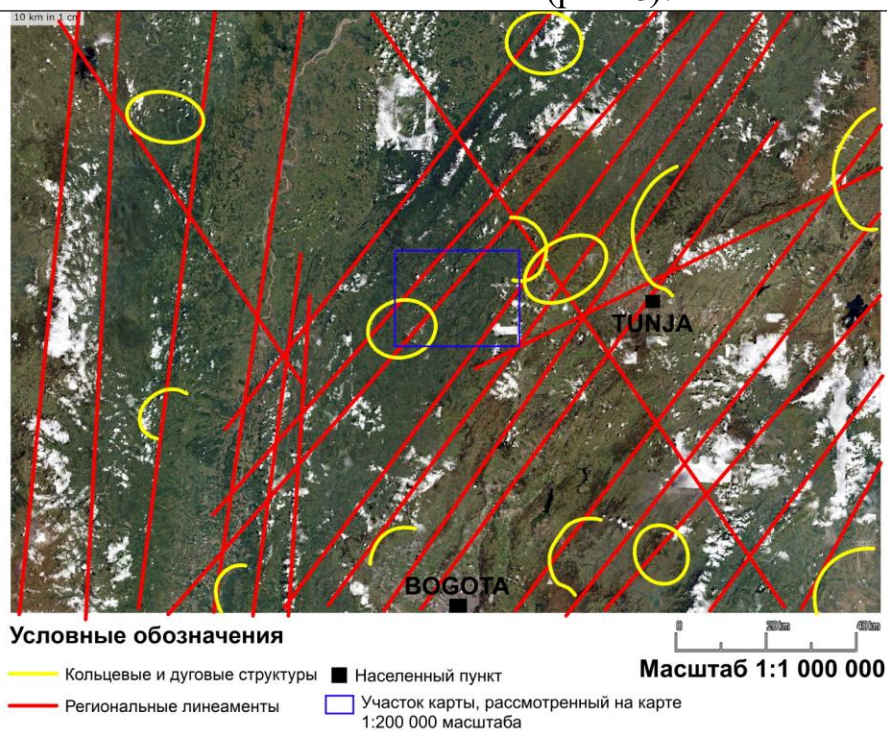 10 km in 1 cm
TUNJA
BOGOTA
Условные обозначения
0 20 km 40 km
Кольцевые и дуговые структуры
Населенный пункт
Масштаб 1:1 000 000
Региональные линеаменты
Участок карты, рассмотренный на карте
1:200 000 масштаба